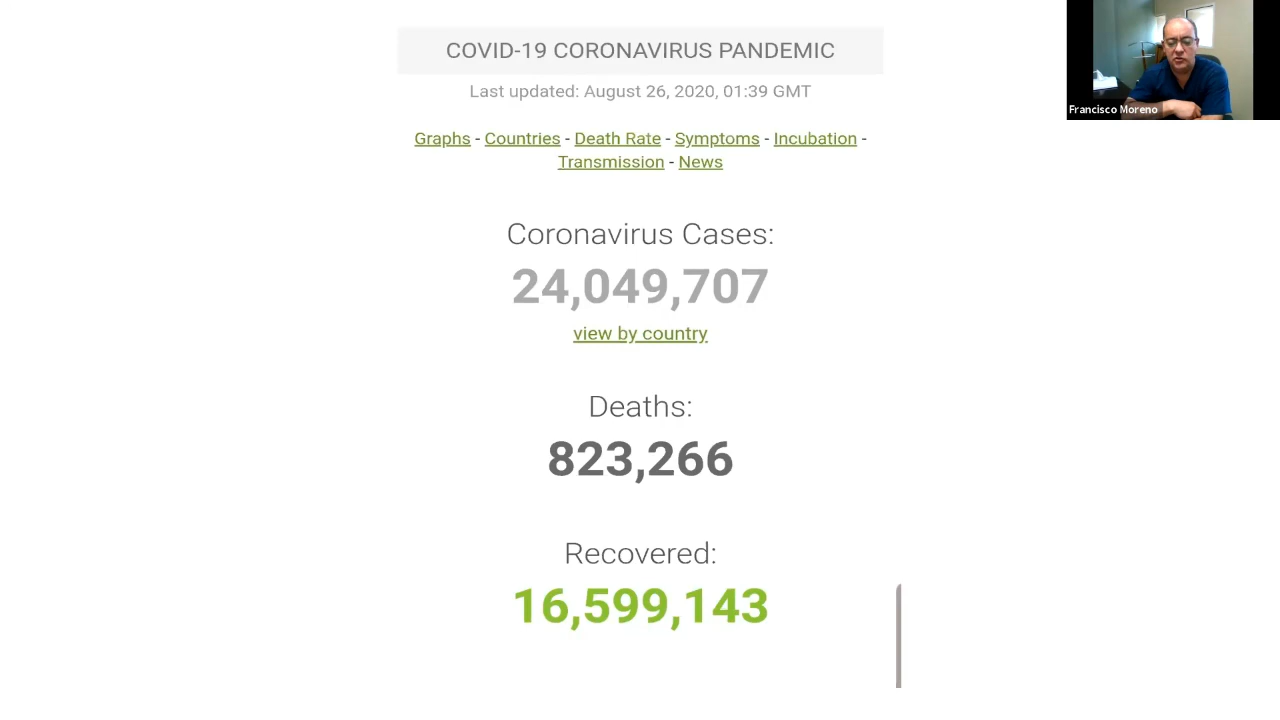 COVID-19 CORONAVIRUS PANDEMIC
Last updated: August 26, 2020, 01:39 GMT
Graphs - Countries - Death Rate - Symptoms - Incubation -
Transmission - News
Coronavirus Cases:
24,049,707
view by country
Deaths:
823,266
Recovered:
16,599,143
Francisco Moreno